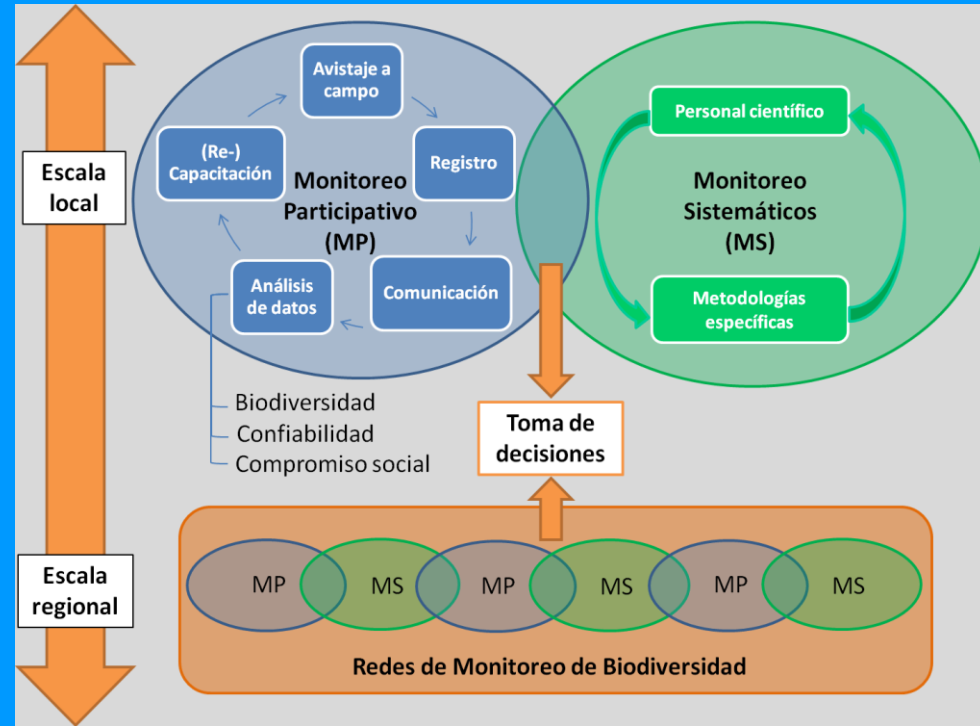 Escala
local
Avistaje a
campo
Registro
Comunicación
Análisis
de datos
(Re-)
Capacitación
Monitoreo
Participativo
(MP)
Biodiversidad
Confiabilidad
Compromiso social
Personal científico
Monitoreo
Sistemáticos
(MS)
Metodologías
específicas
Toma de
decisiones
Escala
regional
MP
MS
MP
MS
MP
MS
Redes de Monitoreo de Biodiversidad